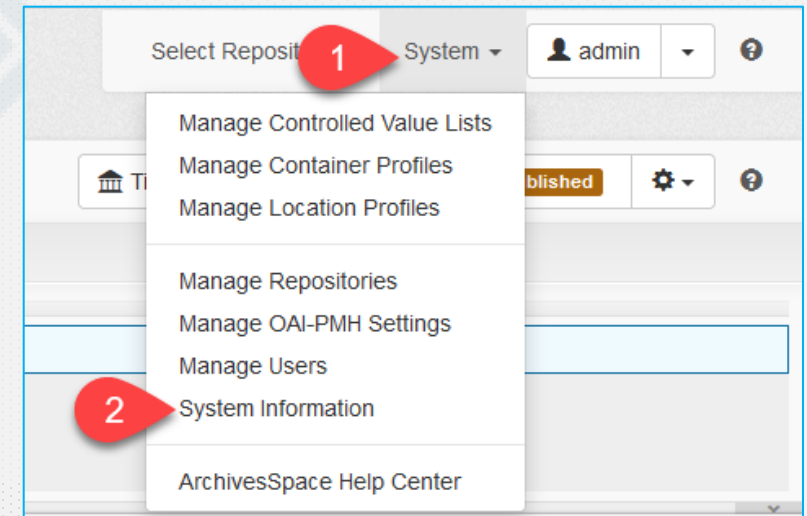 Select Reposit
1
System
admin
Manage Controlled Value Lists
Manage Container Profiles
Manage Location Profiles
Ti
blished
Manage Repositories
Manage OAI-PMH Settings
Manage Users
2
System Information
ArchivesSpace Help Center